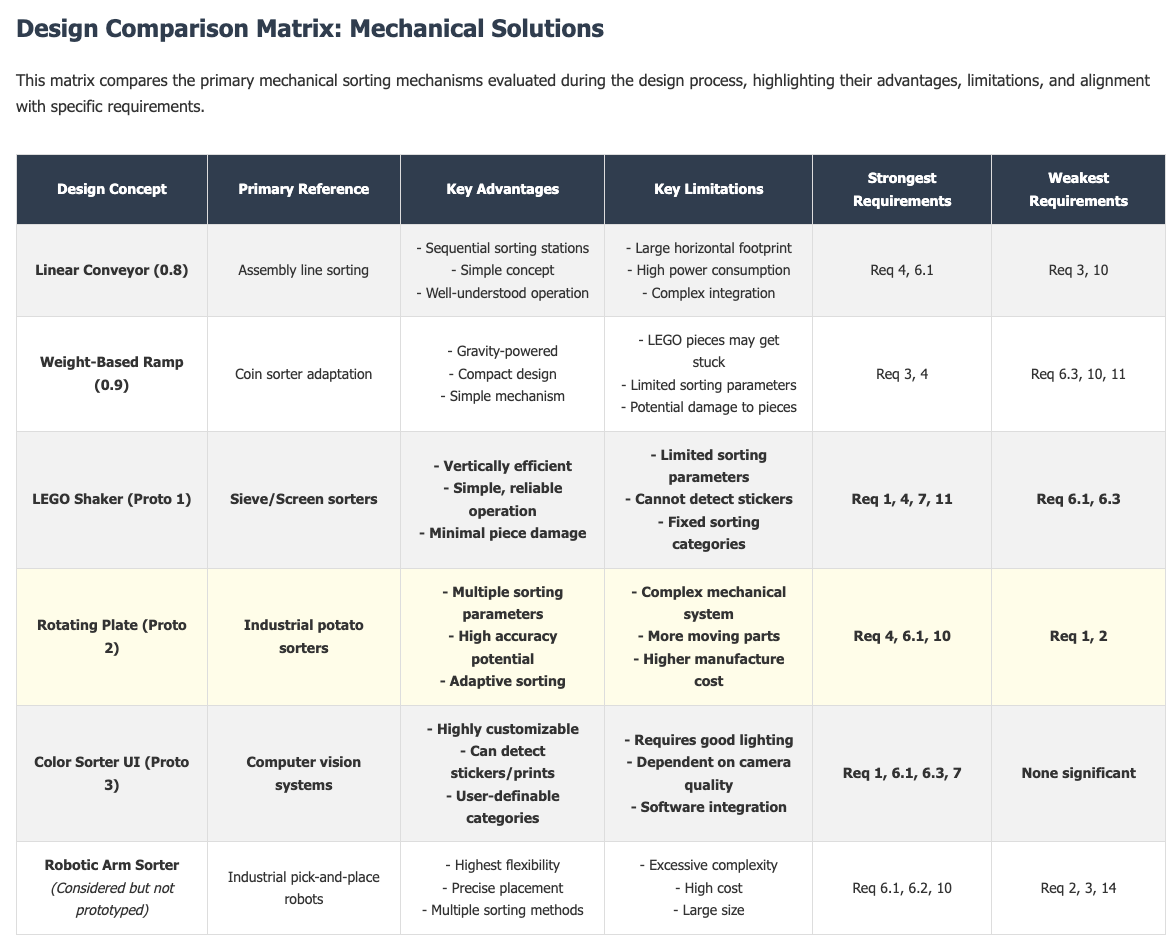 Design Comparison Matrix: Mechanical Solutions
This matrix compares the primary mechanical sorting mechanisms evaluated during the design process, highlighting their advantages, limitations, and alignment
with specific requirements.
Design Concept
Primary Reference
Key Advantages
Key Limitations
Strongest
Requirements
Weakest
Requirements
Linear Conveyor (0.8)
Assembly line sorting
- Sequential sorting stations
- Simple concept
- Well-understood operation
- Large horizontal footprint
- High power consumption
- Complex integration
Req 4, 6.1
Req 3, 10
Weight-Based Ramp
(0.9)
Coin sorter adaptation
- Gravity-powered
- Compact design
- Simple mechanism
- LEGO pieces may get
stuck
- Limited sorting parameters
- Potential damage to pieces
Req 3, 4
Req 6.3, 10, 11
LEGO Shaker (Proto 1)
Sieve/Screen sorters
- Vertically efficient
- Simple, reliable
operation
- Minimal piece damage
- Limited sorting
parameters
- Cannot detect stickers
- Fixed sorting
categories
Req 1, 4, 7, 11
Req 6.1, 6.3
Rotating Plate (Proto
2)
Industrial potato
sorters
- Multiple sorting
parameters
- High accuracy
potential
- Adaptive sorting
- Complex mechanical
system
- More moving parts
- Higher manufacture
cost
Req 4, 6.1, 10
Req 1, 2
Color Sorter UI (Proto
3)
Computer vision
systems
- Highly customizable
- Can detect
stickers/prints
- User-definable
categories
- Requires good lighting
- Dependent on camera
quality
- Software integration
Req 1, 6.1, 6.3, 7
None significant
Robotic Arm Sorter
(Considered but not
prototyped)
Industrial pick-and-place
robots
- Highest flexibility
- Precise placement
- Multiple sorting methods
- Excessive complexity
- High cost
- Large size
Req 6.1, 6.2, 10
Req 2, 3, 14